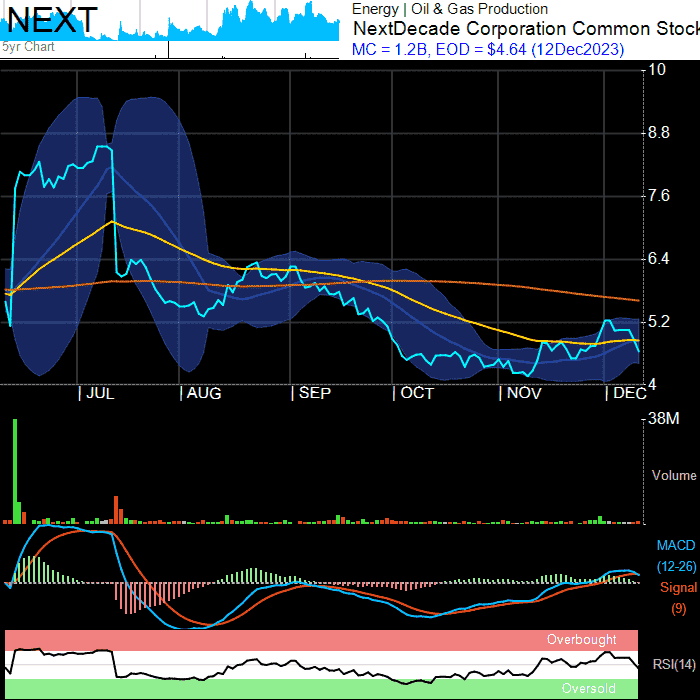 NEXT
5yr Chart
Energy | Oil & Gas Production
NextDecade Corporation Common Stock
MC = 1.2B, EOD = $4.64 (12Dec2023)
10
8.8
7.6
6.4
5.2
4
JUL AUG SEP OCT NOV DEC
38M
Volume
MACD
(12-26)
Signal
(9)
Overbought
RSI(14)
Oversold